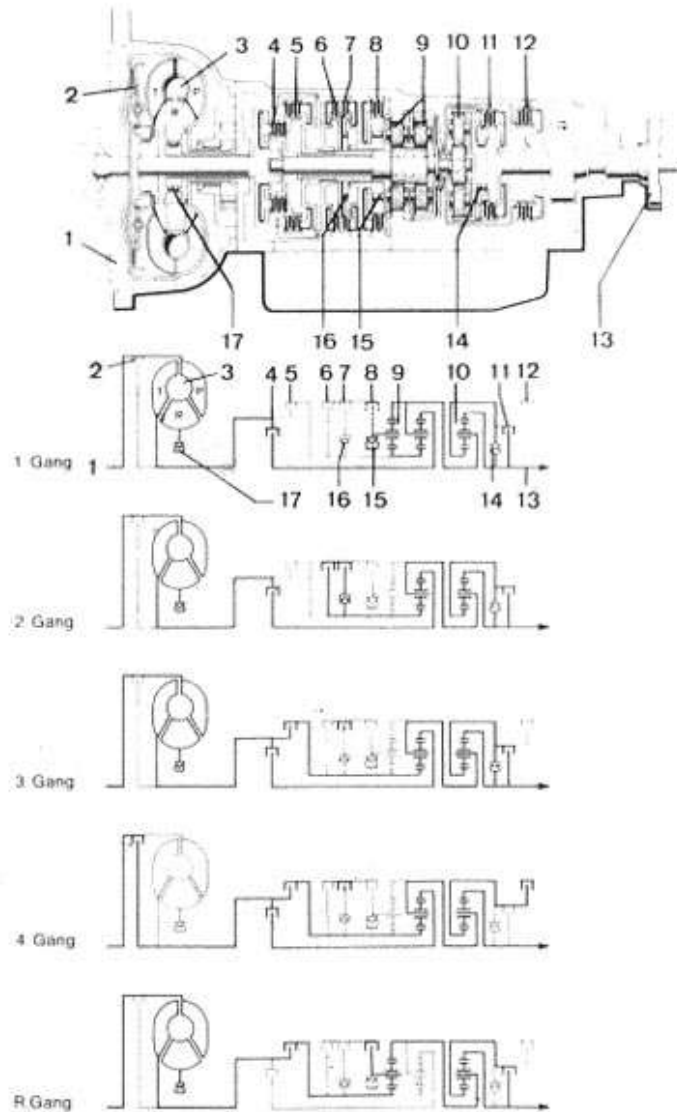 3 4 5 6 7 8 9 10 11 12
2
T P
R
1
17 16 15 14 13
2 3 4 5 6 7 8 9 10 11 12
T P
R
1 Gang 1
17 16 15 14 13
2 Gang
3 Gang
4 Gang
R Gang